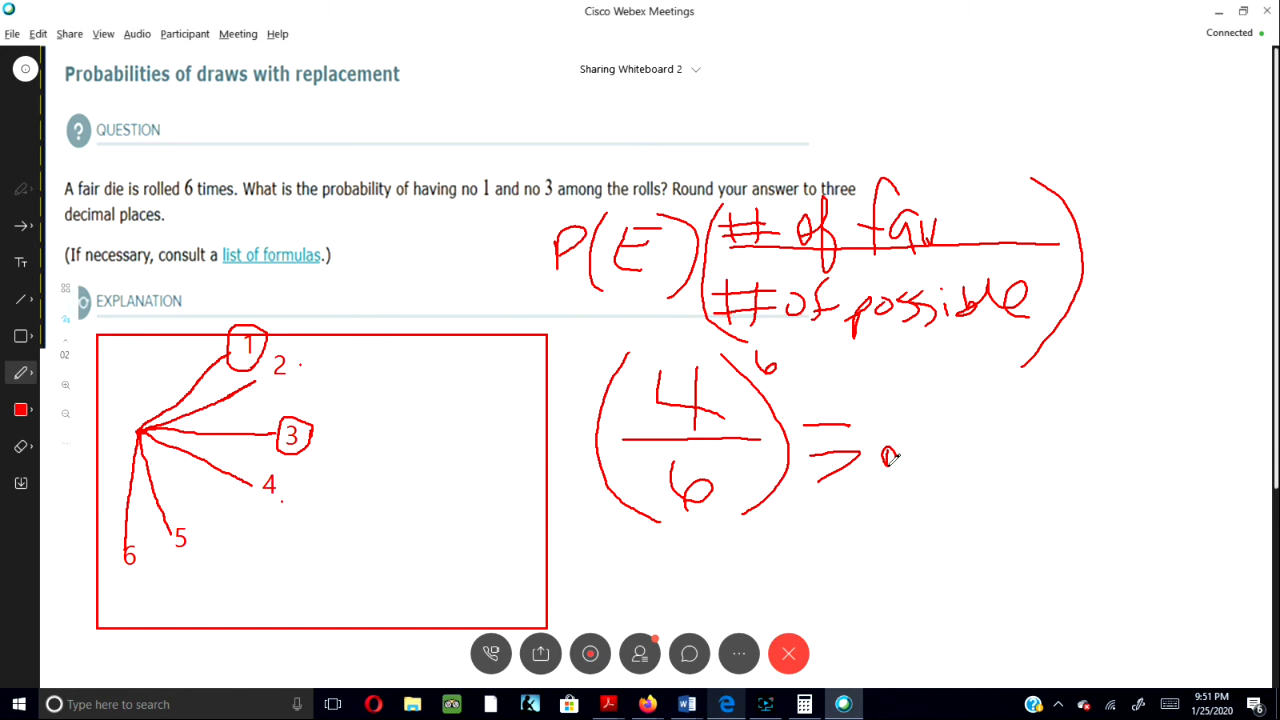 Cisco Webex Meetings
File Edit Share View Audio Participant Meeting Help
Connected
Sharing Whiteboard 2
Probabilities of draws with replacement
? QUESTION
A fair die is rolled 6 times. What is the probability of having no 1 and no 3 among the rolls? Round your answer to three
decimal places.
(If necessary, consult a list of formulas.)
EXPLANATION
P(E) (# of fav
# of possible)
02
1
2 .
3
4 .
5
6
(4
6)6 =
Type here to search
9:51 PM
1/25/2020
6